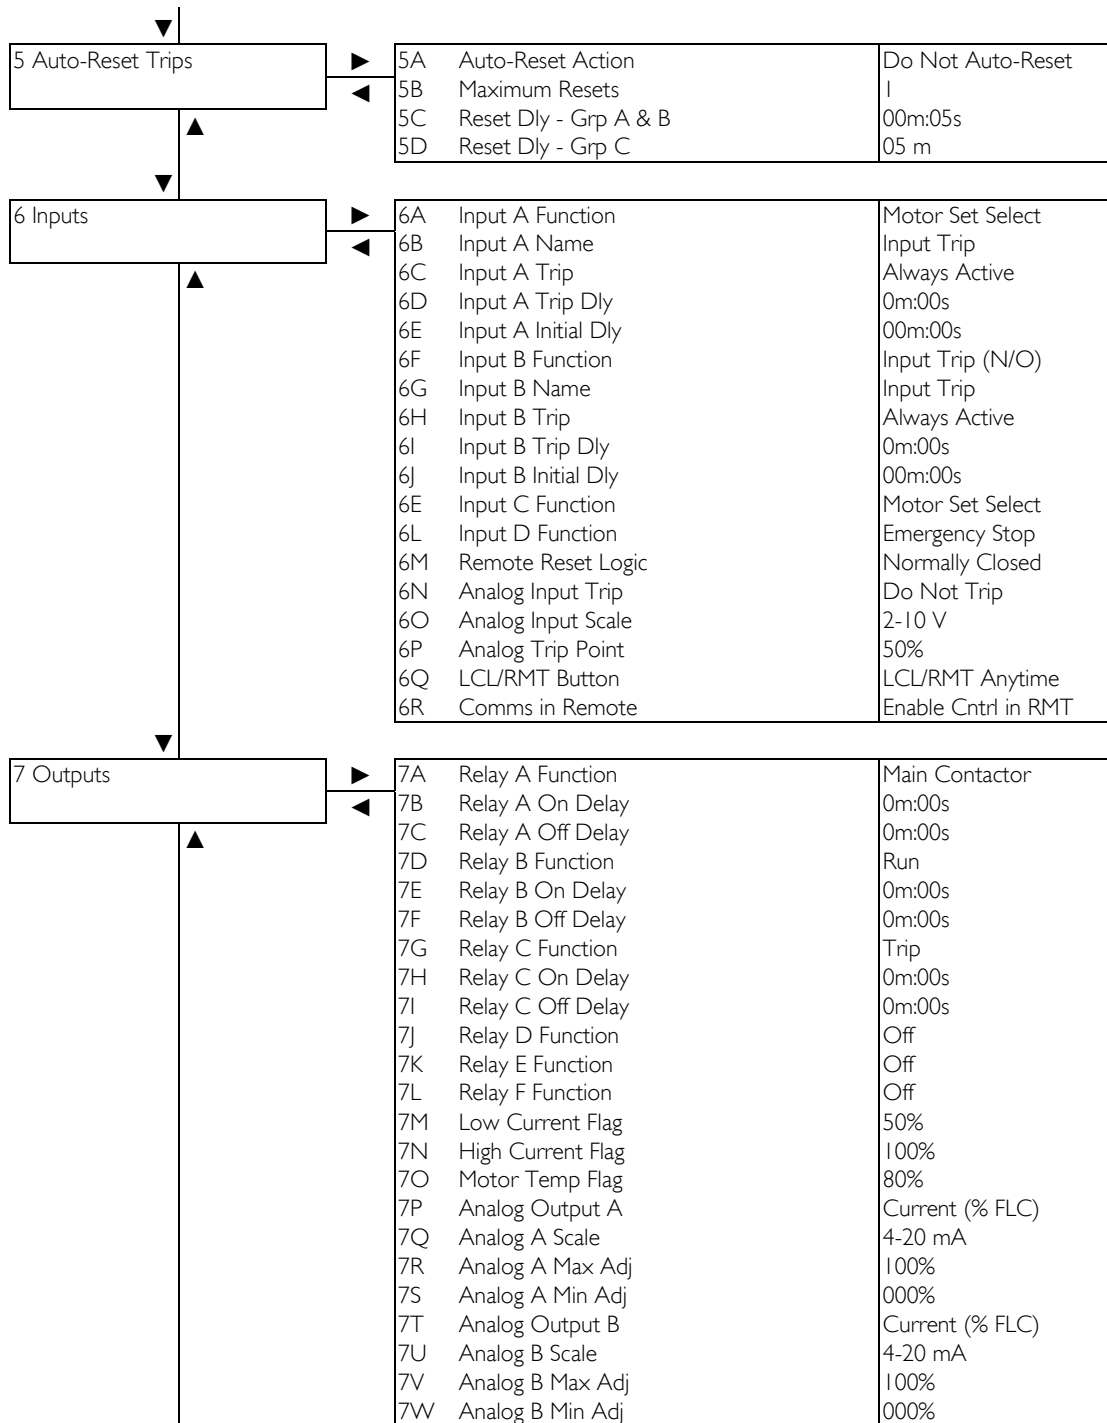 5 Auto-Reset Trips
5A Auto-Reset Action Do Not Auto-Reset
5B Maximum Resets 1
5C Reset Dly - Grp A & B 00m:05s
5D Reset Dly - Grp C 05 m
6 Inputs
6A Input A Function Motor Set Select
6B Input A Name Input Trip
6C Input A Trip Always Active
6D Input A Trip Dly 0m:00s
6E Input A Initial Dly 00m:00s
6F Input B Function Input Trip (N/O)
6G Input B Name Input Trip
6H Input B Trip Always Active
6I Input B Trip Dly 0m:00s
6J Input B Initial Dly 00m:00s
6E Input C Function Motor Set Select
6L Input D Function Emergency Stop
6M Remote Reset Logic Normally Closed
6N Analog Input Trip Do Not Trip
6O Analog Input Scale 2-10 V
6P Analog Trip Point 50%
6Q LCL/RMT Button LCL/RMT Anytime
6R Comms in Remote Enable Cntrl in RMT
7 Outputs
7A Relay A Function Main Contactor
7B Relay A On Delay 0m:00s
7C Relay A Off Delay 0m:00s
7D Relay B Function Run
7E Relay B On Delay 0m:00s
7F Relay B Off Delay 0m:00s
7G Relay C Function Trip
7H Relay C On Delay 0m:00s
7I Relay C Off Delay 0m:00s
7J Relay D Function Off
7K Relay E Function Off
7L Relay F Function Off
7M Low Current Flag 50%
7N High Current Flag 100%
7O Motor Temp Flag 80%
7P Analog Output A Current (% FLC)
7Q Analog A Scale 4-20 mA
7R Analog A Max Adj 100%
7S Analog A Min Adj 000%
7T Analog Output B Current (% FLC)
7U Analog B Scale 4-20 mA
7V Analog B Max Adj 100%
7W Analog B Min Adj 000%